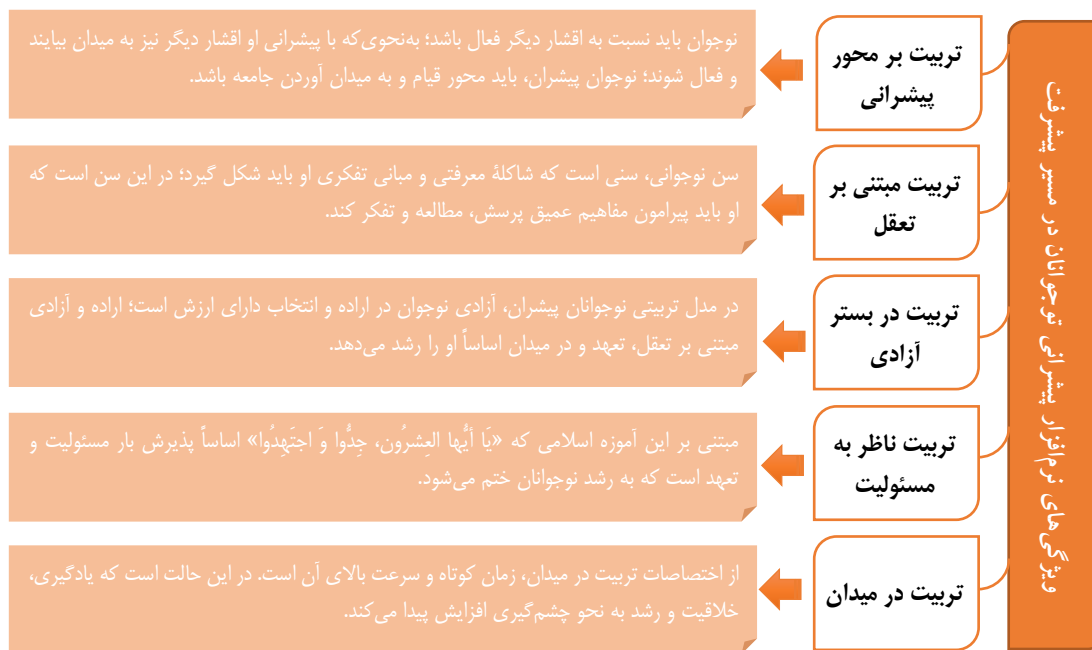 ویژگی‌های نرم‌افزار پیشرانی نوجوانان در مسیر پیشرفت
تربیت بر محور
پیشرانی
نوجوان باید نسبت به اقشار دیگر فعال باشد؛ به‌نحوی‌که با پیشرانی او اقشار دیگر نیز به میدان بیایند
و فعال شوند؛ نوجوان پیشران، باید محور قیام و به میدان آوردن جامعه باشد.
تربیت مبتنی بر
تعقل
سن نوجوانی، سنی است که شاکلهٔ معرفتی و مبانی تفکری او باید شکل گیرد؛ در این سن است که
او باید پیرامون مفاهیم عمیق پرسش، مطالعه و تفکر کند.
تربیت در بستر
آزادی
در مدل تربیتی نوجوانان پیشران، آزادی نوجوان در اراده و انتخاب دارای ارزش است؛ اراده و آزادی
مبتنی بر تعقل، تعهد و در میدان اساساً او را رشد می‌دهد.
تربیت ناظر به
مسئولیت
مبتنی بر این آموزه اسلامی که «یَا أیُّها العِشرُون، جِدُّوا وَ اجتَهِدُوا» اساساً پذیرش بار مسئولیت و
تعهد است که به رشد نوجوانان ختم می‌شود.
تربیت در میدان
از اختصاصات تربیت در میدان، زمان کوتاه و سرعت بالای آن است. در این حالت است که یادگیری،
خلاقیت و رشد به نحو چشم‌گیری افزایش پیدا می‌کند.